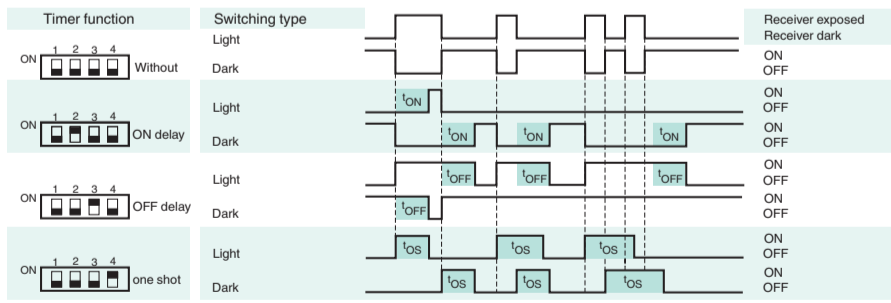 Timer function Switching type Receiver exposed
Light Receiver dark
1 2 3 4
ON Without Dark ON
OFF
Light tON ON
OFF
1 2 3 4
ON ON delay Dark tON tON tON ON
OFF
Light tOFF tOFF tOFF ON
OFF
1 2 3 4
ON OFF delay Dark tOFF ON
OFF
Light tOS tOS tOS ON
OFF
1 2 3 4
ON one shot Dark tOS tOS tOS ON
OFF